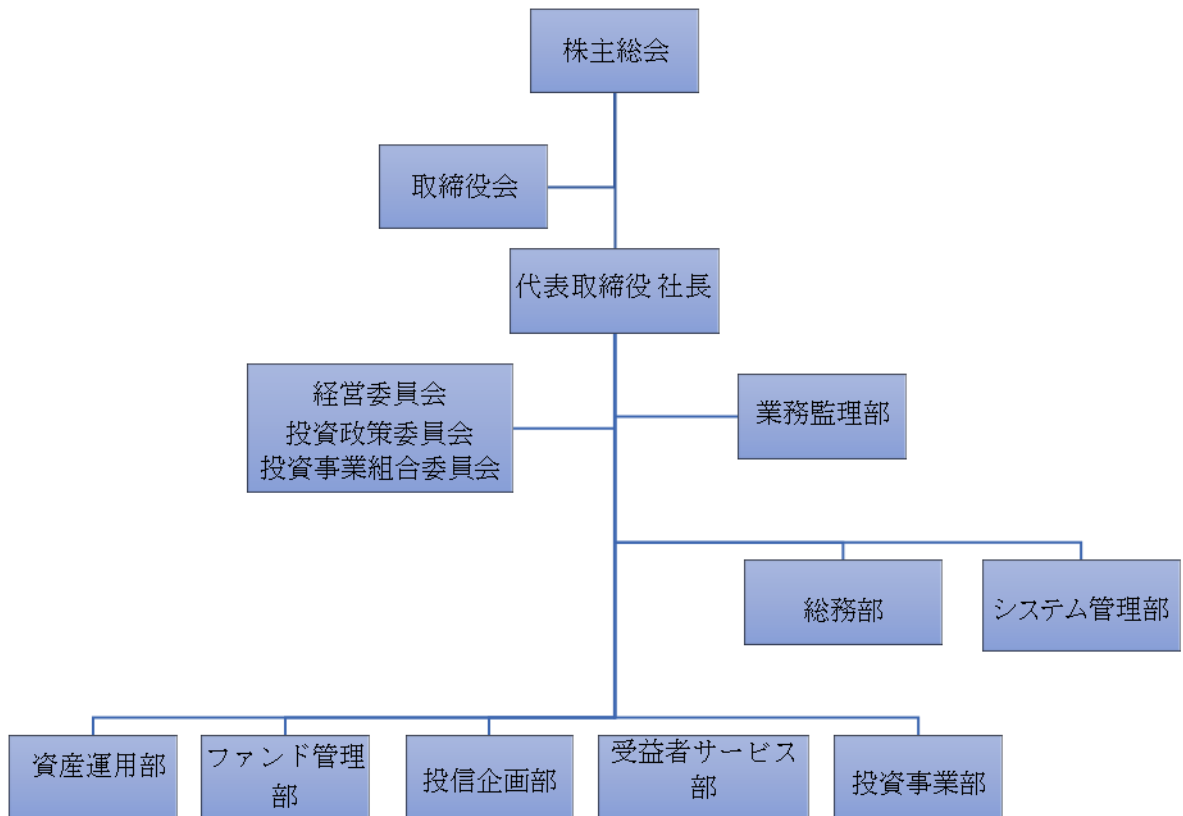 株主総会
取締役会
代表取締役 社長
経営委員会
投資政策委員会
投資事業組合委員会
業務監理部
総務部
システム管理部
資産運用部
ファンド管理
部
投信企画部
受益者サービス
部
投資事業部